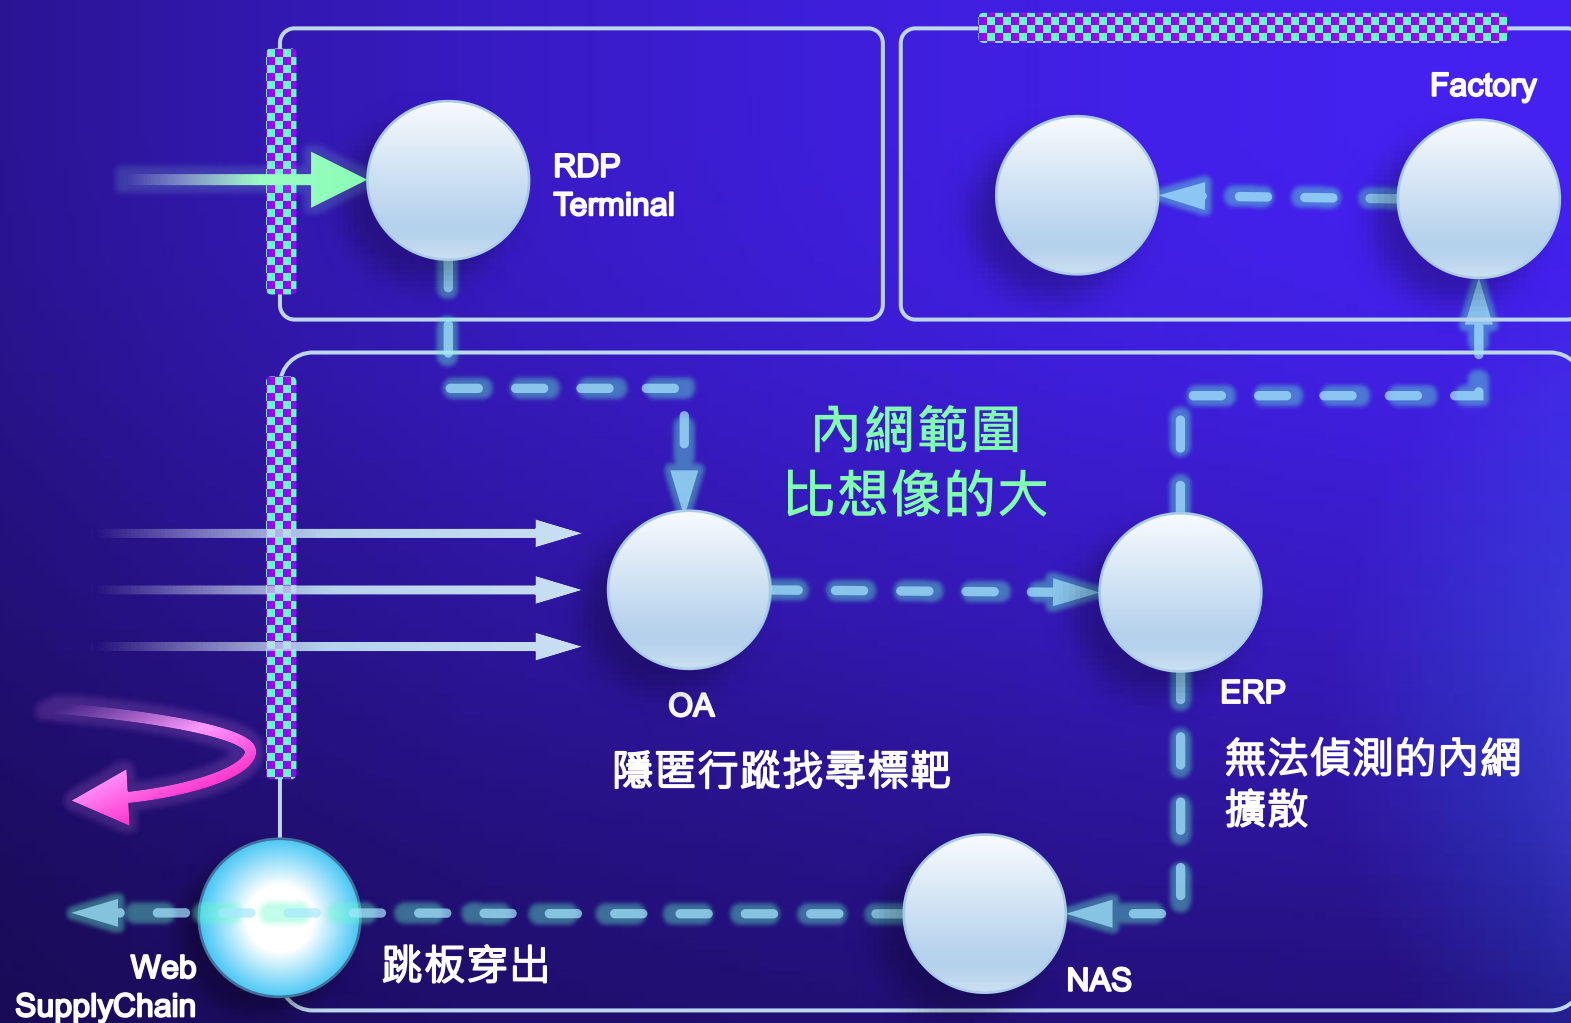 Factory
RDP
Terminal
內網範圍
比想像的大
OA
隱匿行蹤找尋標靶
ERP
無法偵測的內網
擴散
NAS
跳板穿出
Web
SupplyChain